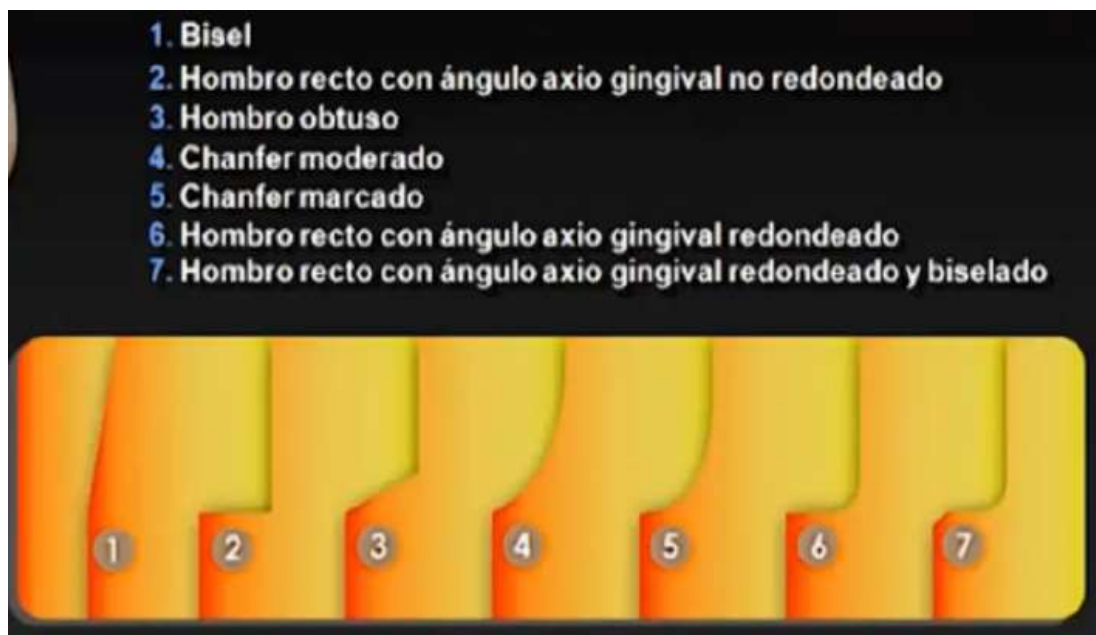 1. Bisel
2. Hombro recto con ángulo axio gingival no redondeado
3. Hombro obtuso
4. Chanfer moderado
5. Chanfer marcado
6. Hombro recto con ángulo axio gingival redondeado
7. Hombro recto con ángulo axio gingival redondeado y biselado
1 2 3 4 5 6 7